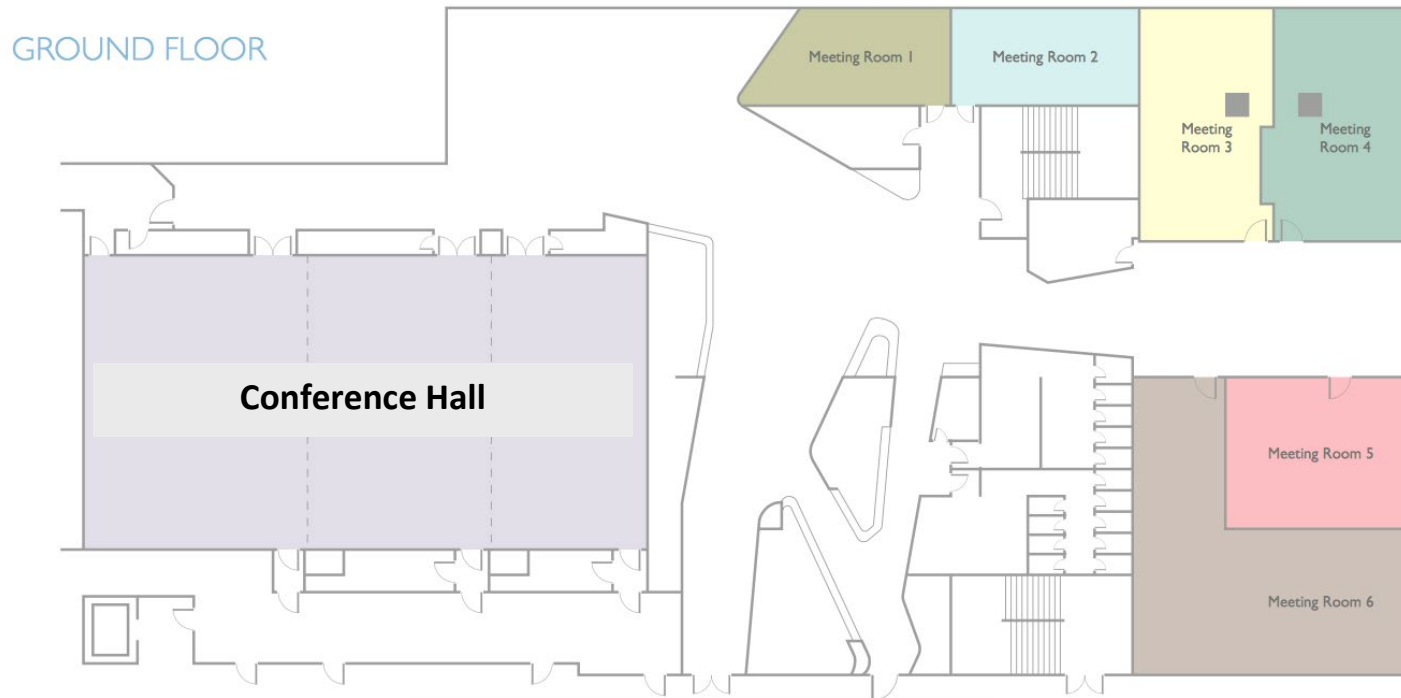 GROUND FLOOR
Meeting Room 1
Meeting Room 2
Meeting
Room 3
Meeting
Room 4
Conference Hall
Meeting Room 5
Meeting Room 6